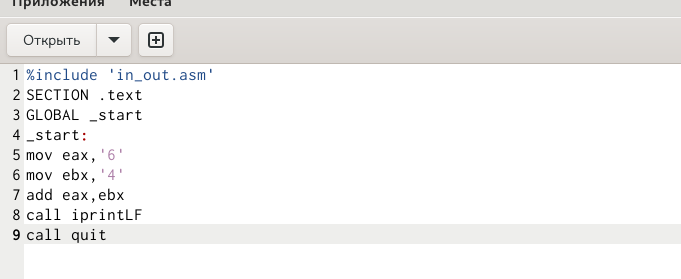 Приложения Места
Открыть
1 %include 'in_out.asm'
2 SECTION .text
3 GLOBAL _start
4 _start:
5 mov eax,'6'
6 mov ebx,'4'
7 add eax,ebx
8 call iprintLF
9 call quit